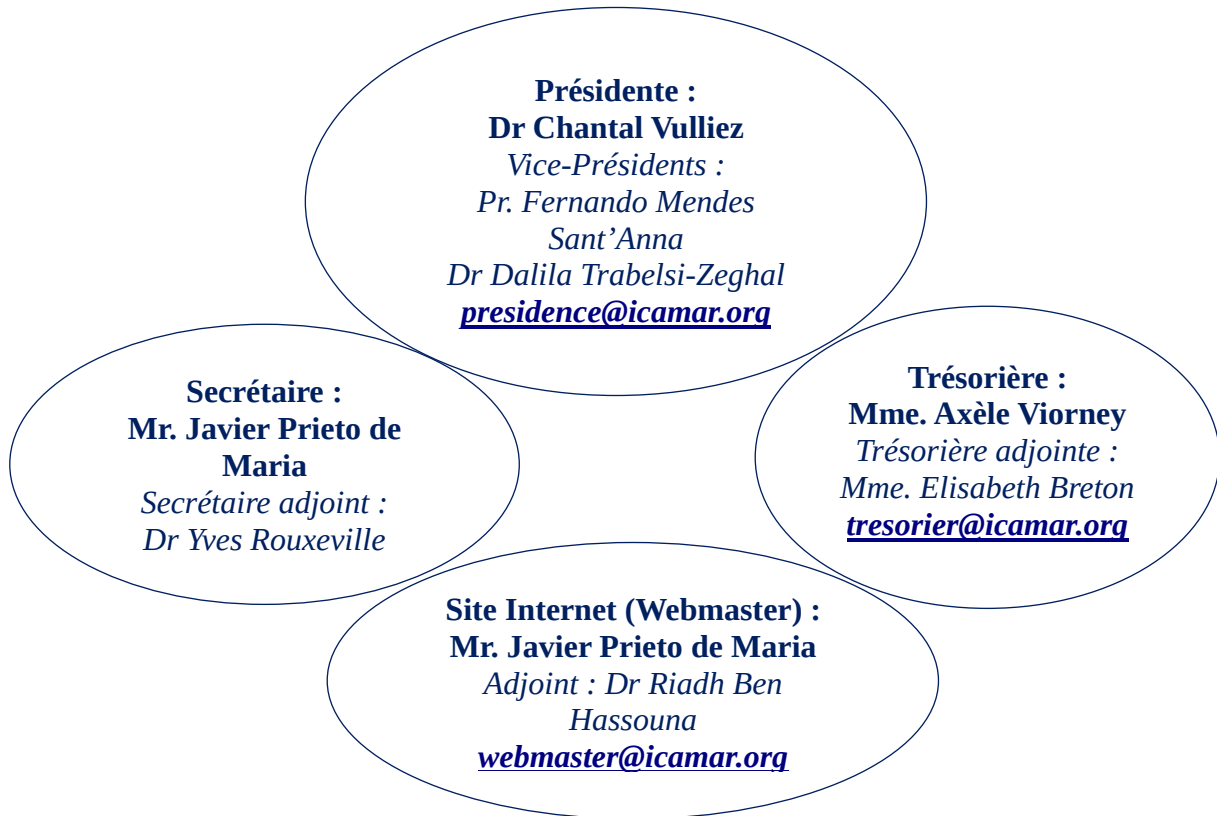 Présidente :
Dr Chantal Vulliez
Vice-Présidents :
Pr. Fernando Mendes
Sant’Anna
Dr Dalila Trabelsi-Zeghal
presidence@icamar.org
Secrétaire :
Mr. Javier Prieto de
Maria
Secrétaire adjoint :
Dr Yves Rouxeville
Trésorière :
Mme. Axèle Viorney
Trésorière adjointe :
Mme. Elisabeth Breton
tresorier@icamar.org
Site Internet (Webmaster) :
Mr. Javier Prieto de Maria
Adjoint : Dr Riadh Ben
Hassouna
webmaster@icamar.org